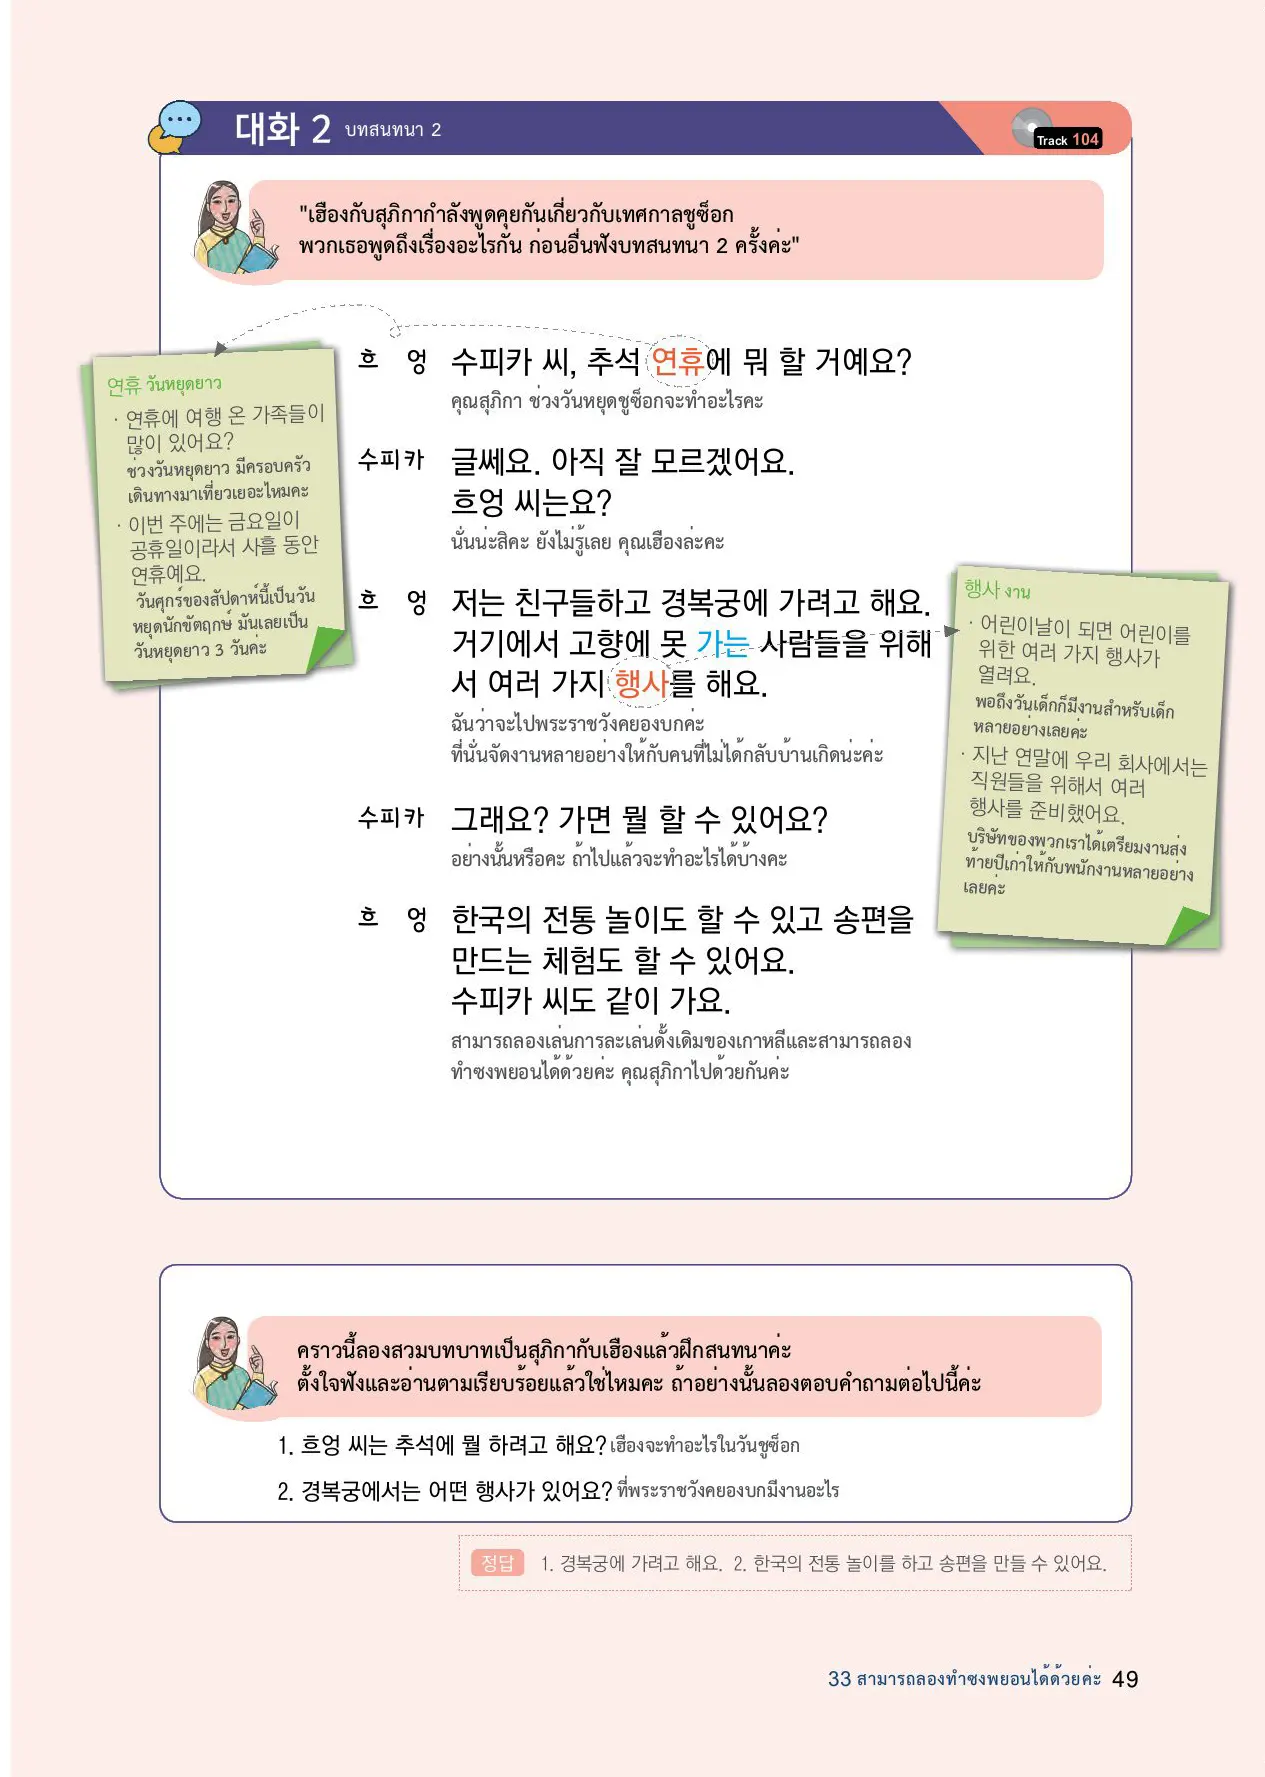 대화 2 บทสนทนา 2
Track 104
"เฮืองกับสุภิกากำลังพูดคุยกันเกี่ยวกับเทศกาลชูซ็อก
พวกเธอพูดถึงเรื่องอะไรกัน ก่อนอื่นฟังบทสนทนา 2 ครั้งค่ะ"
흐 엉 수피카 씨, 추석 연휴에 뭐 할 거예요?
คุณสุภิกา ช่วงวันหยุดชูซ็อกจะทำอะไรคะ
수피카 글쎄요. 아직 잘 모르겠어요.
흐엉 씨는요?
นั่นน่ะสิคะ ยังไม่รู้เลย คุณเฮืองล่ะคะ
흐 엉 저는 친구들하고 경복궁에 가려고 해요.
거기에서 고향에 못 가는 사람들을 위해
서 여러 가지 행사를 해요.
ฉันว่าจะไปพระราชวังคยองบกค่ะ
ที่นั่นจัดงานหลายอย่างให้กับคนที่ไม่ได้กลับบ้านเกิดน่ะค่ะ
수피카 그래요? 가면 뭘 할 수 있어요?
อย่างนั้นหรือคะ ถ้าไปแล้วจะทำอะไรได้บ้างคะ
흐 엉 한국의 전통 놀이도 할 수 있고 송편을
만드는 체험도 할 수 있어요.
수피카 씨도 같이 가요.
สามารถลองเล่นการละเล่นดั้งเดิมของเกาหลีและสามารถลอง
ทำซงพยอนได้ด้วยค่ะ คุณสุภิกาไปด้วยกันค่ะ
연휴 วันหยุดยาว
· 연휴에 여행 온 가족들이
많이 있어요?
ช่วงวันหยุดยาว มีครอบครัว
เดินทางมาเที่ยวเยอะไหมคะ
· 이번 주에는 금요일이
공휴일이라서 사흘 동안
연휴예요.
วันศุกร์ของสัปดาห์นี้เป็นวัน
หยุดนักขัตฤกษ์ มันเลยเป็น
วันหยุดยาว 3 วันค่ะ
행사 งาน
· 어린이날이 되면 어린이를
위한 여러 가지 행사가
열려요.
พอถึงวันเด็กก็มีงานสำหรับเด็ก
หลายอย่างเลยค่ะ
· 지난 연말에 우리 회사에서는
직원들을 위해서 여러
행사를 준비했어요.
บริษัทของพวกเราได้เตรียมงานส่ง
ท้ายปีเก่าให้กับพนักงานหลายอย่าง
เลยค่ะ
คราวนี้ลองสวมบทบาทเป็นสุภิกากับเฮืองแล้วฝึกสนทนาค่ะ
ตั้งใจฟังและอ่านตามเรียบร้อยแล้วใช่ไหมคะ ถ้าอย่างนั้นลองตอบคำถามต่อไปนี้ค่ะ
1. 흐엉 씨는 추석에 뭘 하려고 해요? เฮืองจะทำอะไรในวันชูซ็อก
2. 경복궁에서는 어떤 행사가 있어요? ที่พระราชวังคยองบกมีงานอะไร
정답 1. 경복궁에 가려고 해요. 2. 한국의 전통 놀이를 하고 송편을 만들 수 있어요.
33 สามารถลองทำซงพยอนได้ด้วยค่ะ 49